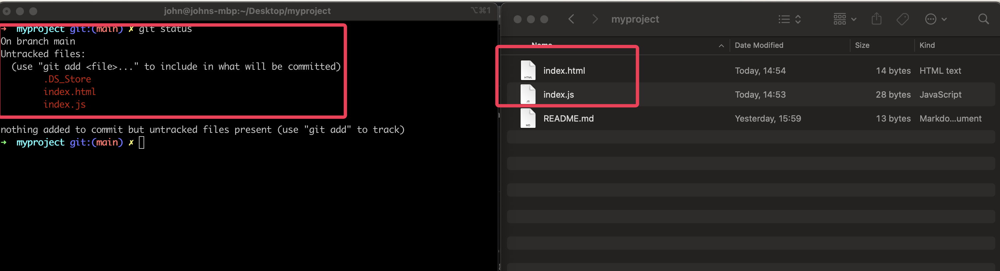 john@johns-mbp:~/Desktop/myproject
⌥⌘1
➜ myproject git:(main) ✗ git status
On branch main
Untracked files:
(use "git add <file>..." to include in what will be committed)
.DS_Store
index.html
index.js
nothing added to commit but untracked files present (use "git add" to track)
➜ myproject git:(main) ✗
myproject
Name Date Modified Size Kind
HTML index.html Today, 14:54 14 bytes HTML text
JS index.js Today, 14:53 28 bytes JavaScript
MD README.md Yesterday, 15:59 13 bytes Markdo...ument